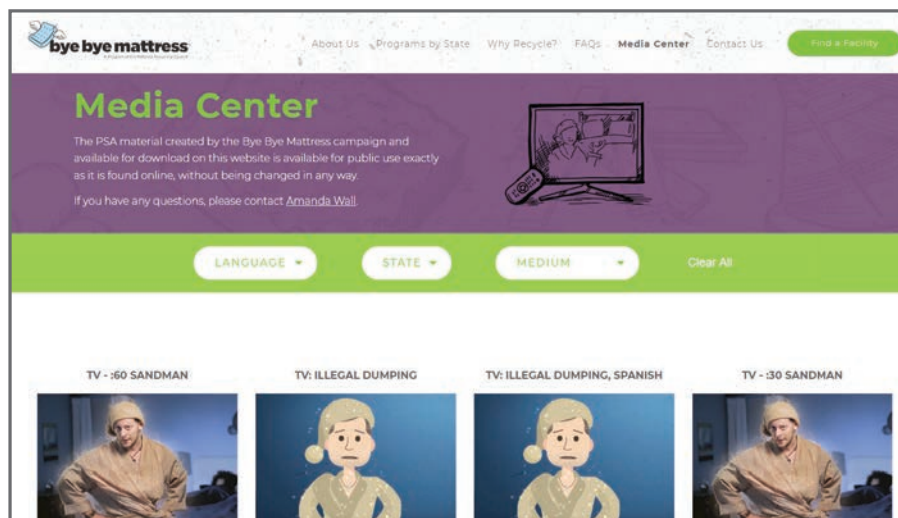 bye bye mattress
About Us Programs by State Why Recycle? FAQs Media Center Contact Us Find a Facility
Media Center
The PSA material created by the Bye Bye Mattress campaign and
available for download on this website is available for public use exactly
as it is found online, without being changed in any way.
If you have any questions, please contact Amanda Wall.
LANGUAGE STATE MEDIUM Clear All
TV - :60 SANDMAN TV: ILLEGAL DUMPING TV: ILLEGAL DUMPING, SPANISH TV - :30 SANDMAN